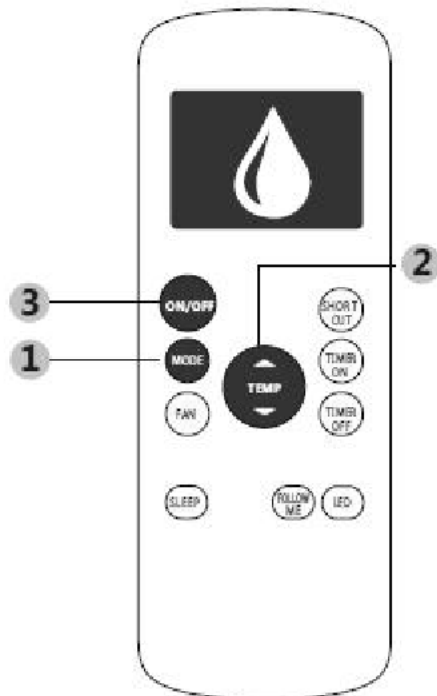 2
3
ON/OFF
SHORT
CUT
1
MODE
TEMP
TIMER
ON
FAN
TIMER
OFF
SLEEP
FOLLOW
ME
LED